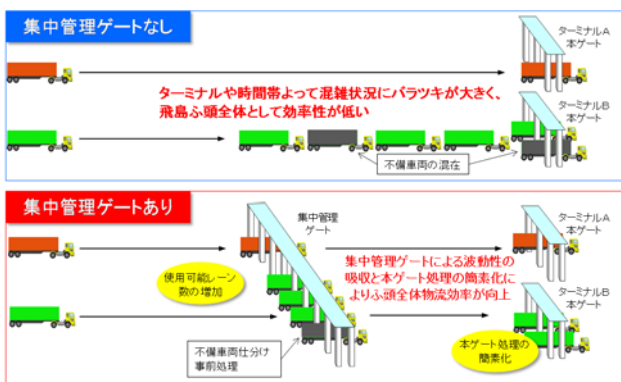 集中管理ゲートなし
ターミナルA
本ゲート
ターミナルや時間帯よって混雑状況にバラツキが大きく、
飛島ふ頭全体として効率性が低い
ターミナルB
本ゲート
不備車両の混在
集中管理ゲートあり
集中管理
ゲート
ターミナルA
本ゲート
使用可能レーン
数の増加
集中管理ゲートによる波動性の
吸収と本ゲート処理の簡素化に
よりふ頭全体物流効率が向上
ターミナルB
本ゲート
不備車両仕分け
事前処理
本ゲート処理の
簡素化